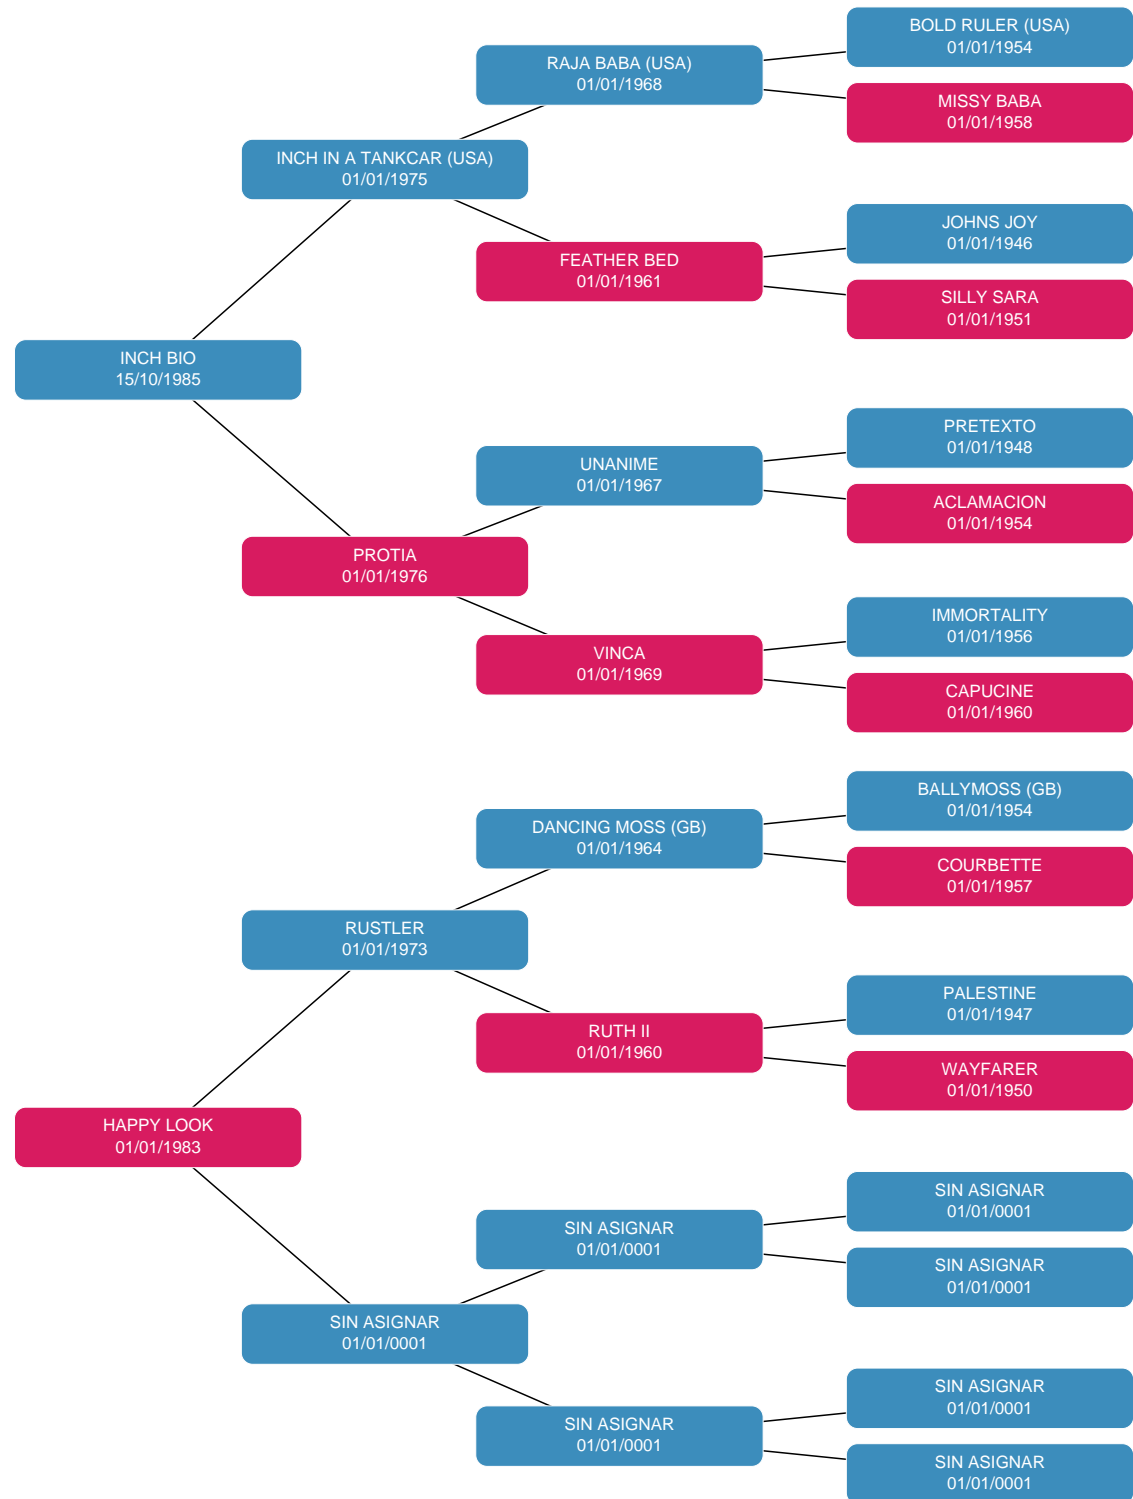 BOLD RULER (USA)
01/01/1954
RAJA BABA (USA)
01/01/1968
MISSY BABA
01/01/1958
INCH IN A TANKCAR (USA)
01/01/1975
JOHNS JOY
01/01/1946
FEATHER BED
01/01/1961
SILLY SARA
01/01/1951
INCH BIO
15/10/1985
PRETEXTO
01/01/1948
UNANIME
01/01/1967
ACLAMACION
01/01/1954
PROTIA
01/01/1976
IMMORTALITY
01/01/1956
VINCA
01/01/1969
CAPUCINE
01/01/1960
BALLYMOSS (GB)
01/01/1954
DANCING MOSS (GB)
01/01/1964
COURBETTE
01/01/1957
RUSTLER
01/01/1973
PALESTINE
01/01/1947
RUTH II
01/01/1960
WAYFARER
01/01/1950
HAPPY LOOK
01/01/1983
SIN ASIGNAR
01/01/0001
SIN ASIGNAR
01/01/0001
SIN ASIGNAR
01/01/0001
SIN ASIGNAR
01/01/0001
SIN ASIGNAR
01/01/0001
SIN ASIGNAR
01/01/0001
SIN ASIGNAR
01/01/0001